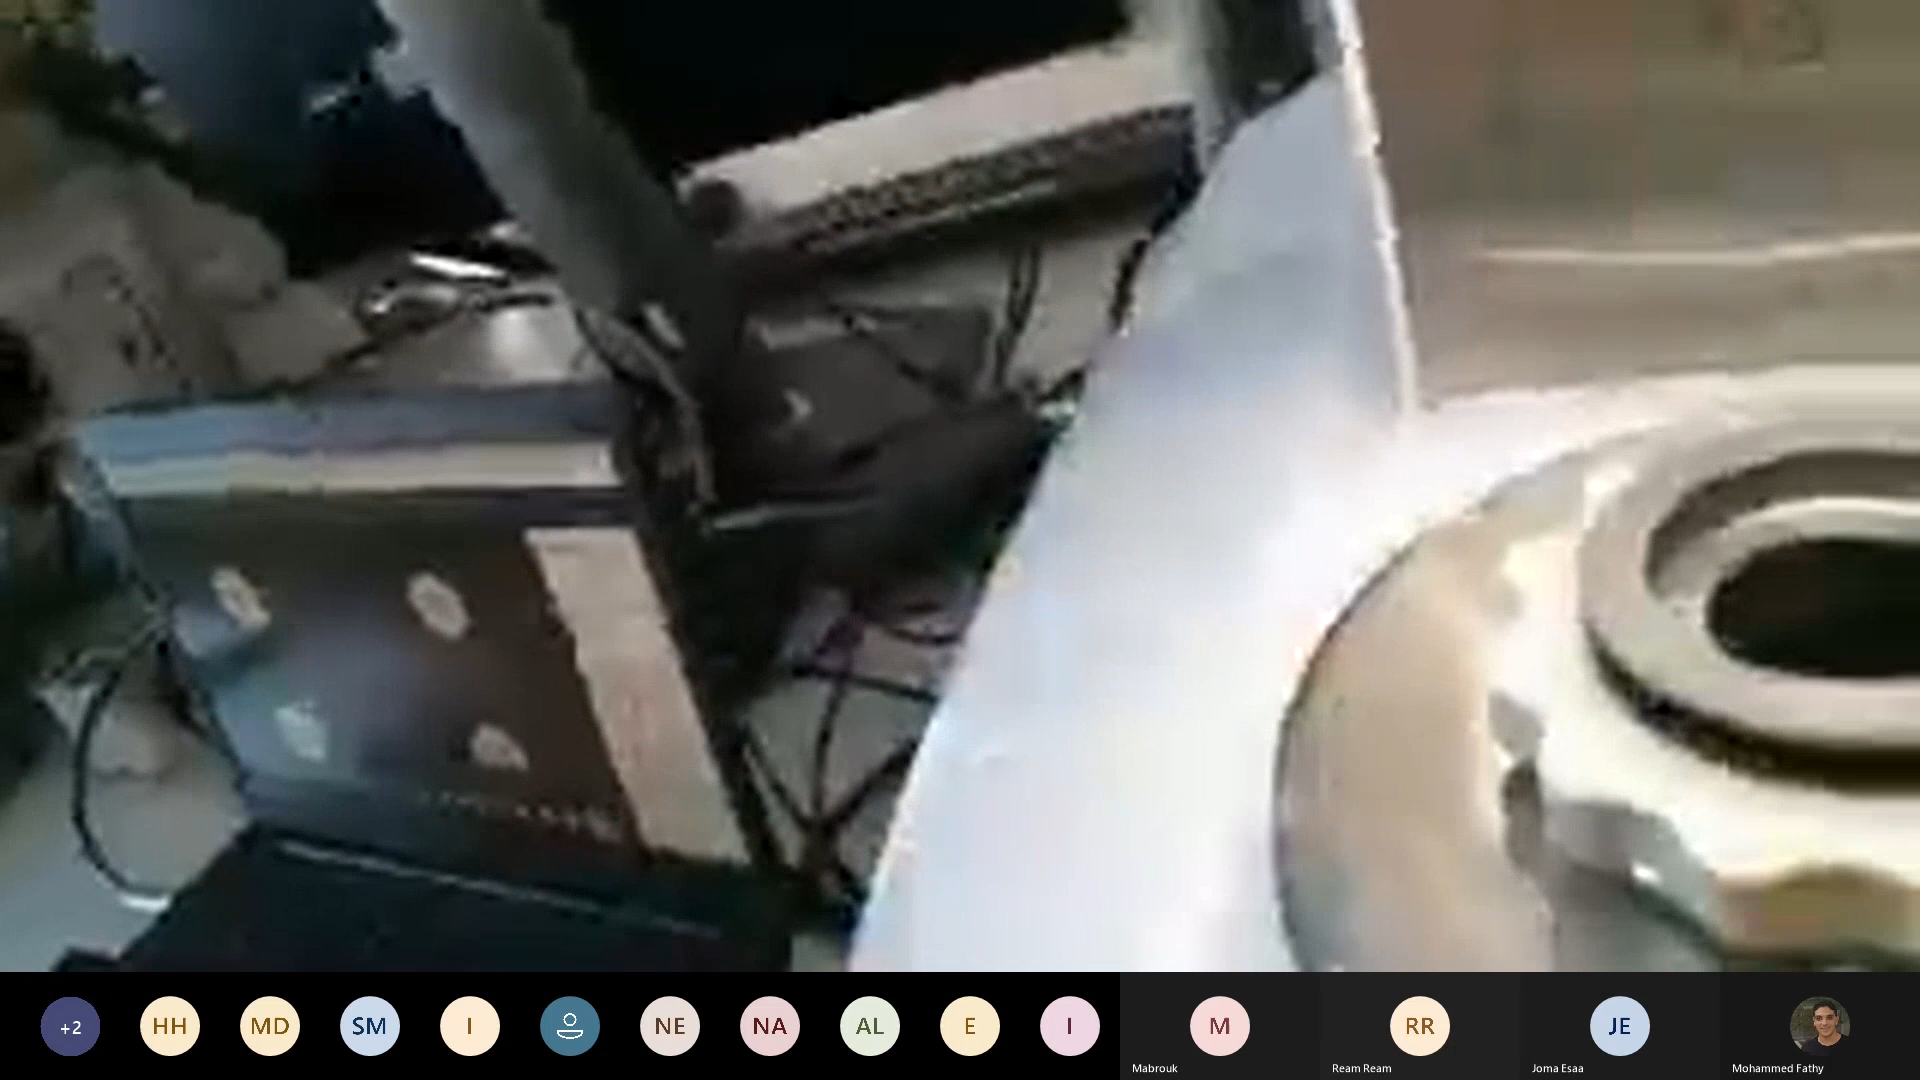 +2
HH
MD
SM
I
NE
NA
AL
E
I
M
RR
JE
Mabrouk
Ream Ream
Joma Esaa
Mohammed Fathy